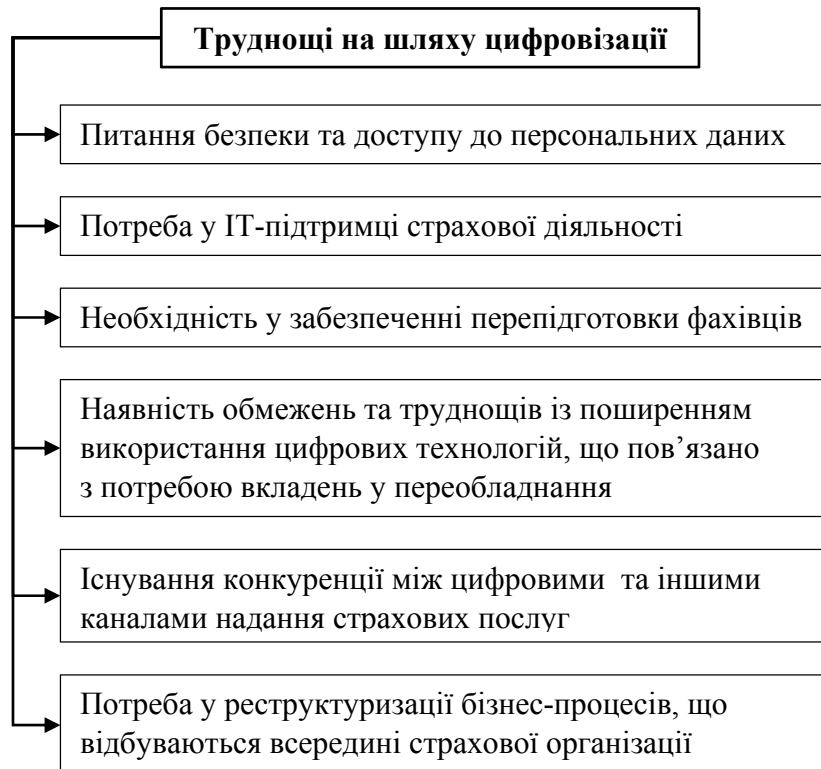 Труднощі на шляху цифровізації
Питання безпеки та доступу до персональних даних
Потреба у ІТ-підтримці страхової діяльності
Необхідність у забезпеченні перепідготовки фахівців
Наявність обмежень та труднощів із поширенням
використання цифрових технологій, що пов’язано
з потребою вкладень у переобладнання
Існування конкуренції між цифровими та іншими
каналами надання страхових послуг
Потреба у реструктуризації бізнес-процесів, що
відбуваються всередині страхової організації